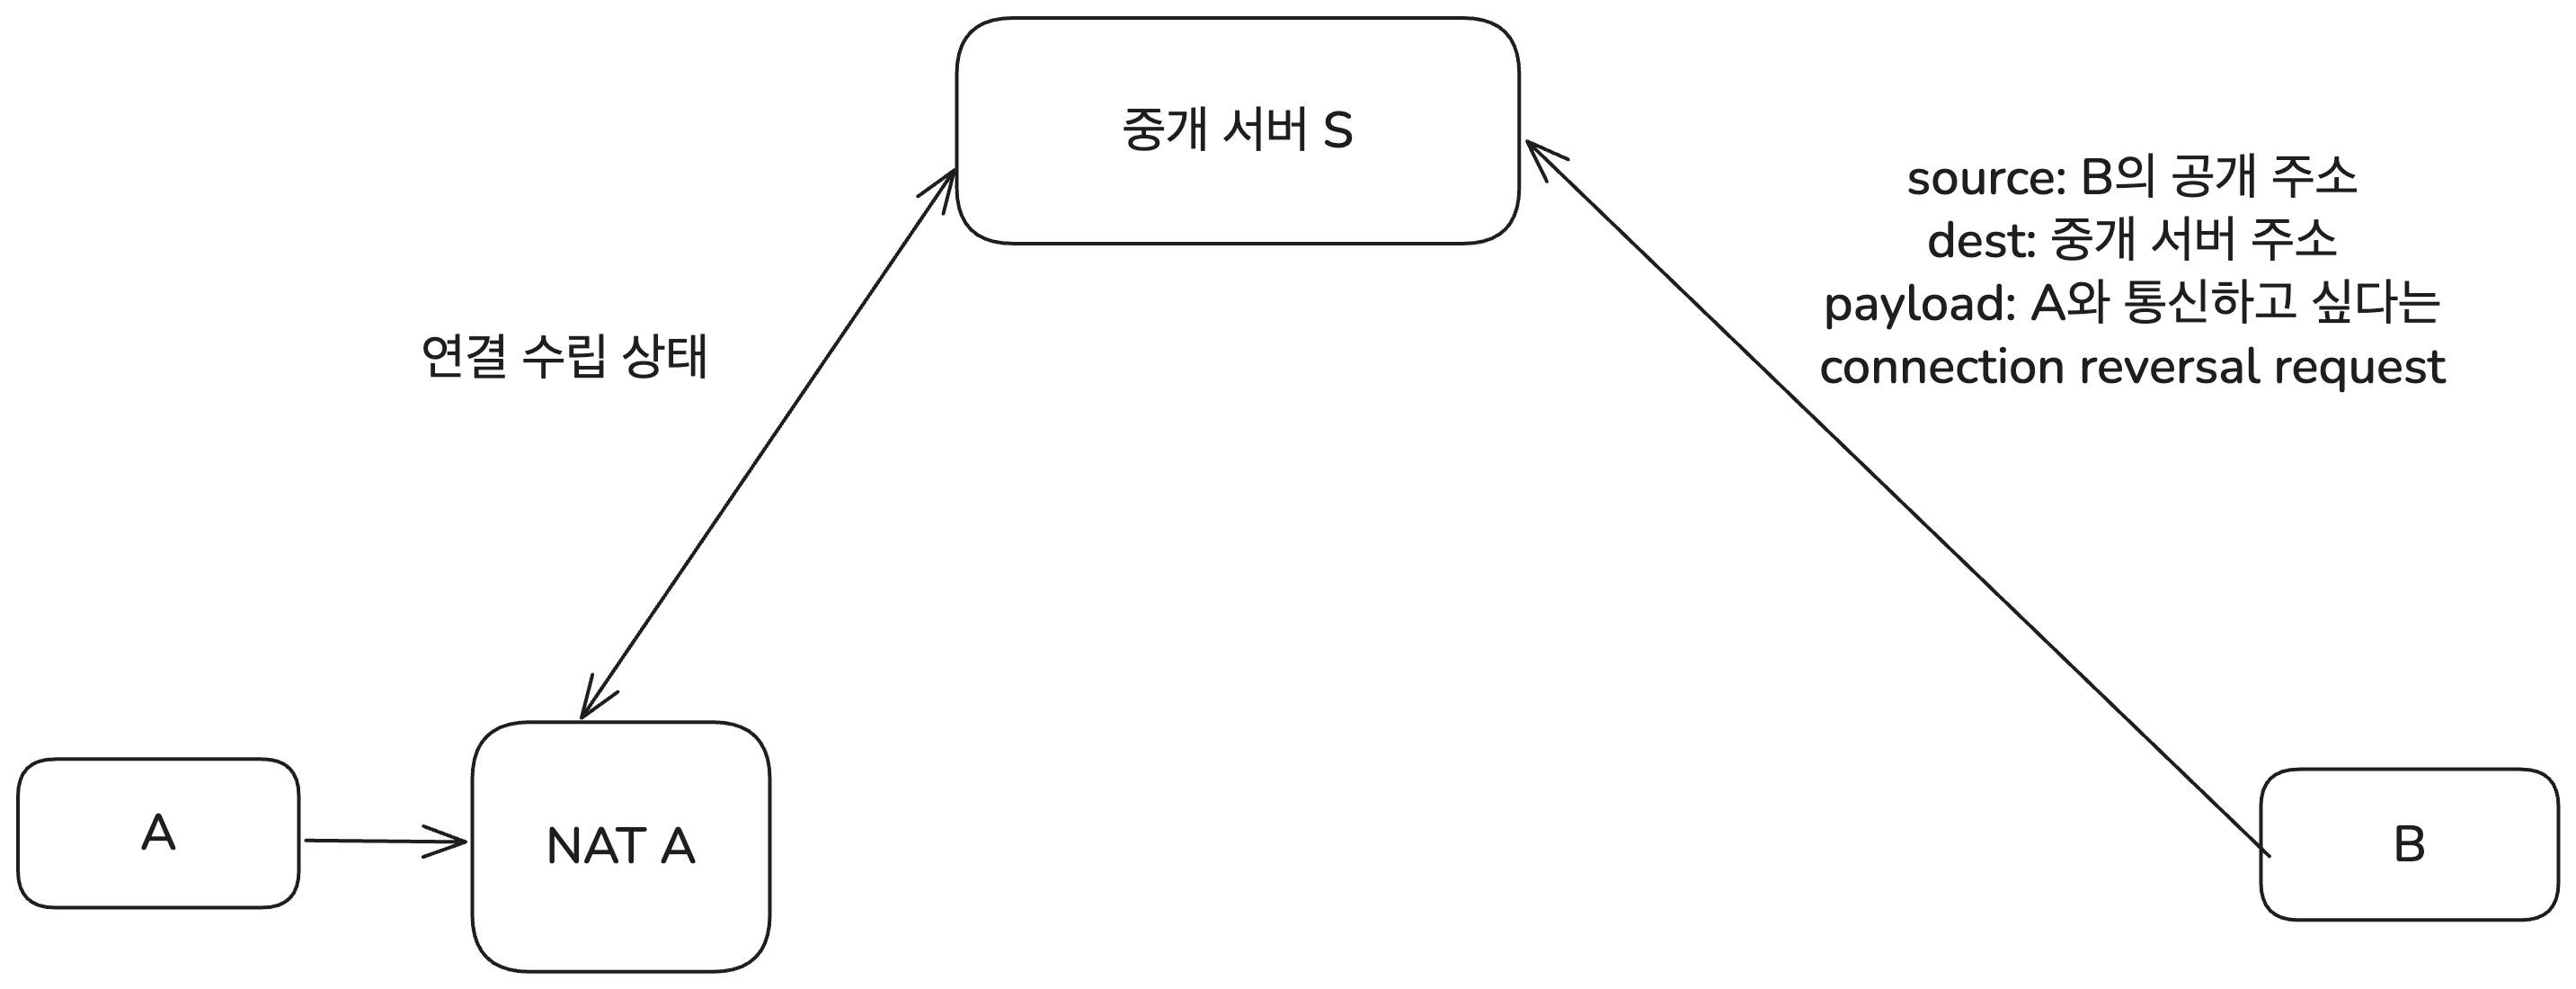 중개 서버 S
source: B의 공개 주소
dest: 중개 서버 주소
payload: A와 통신하고 싶다는
connection reversal request
연결 수립 상태
A
NAT A
B